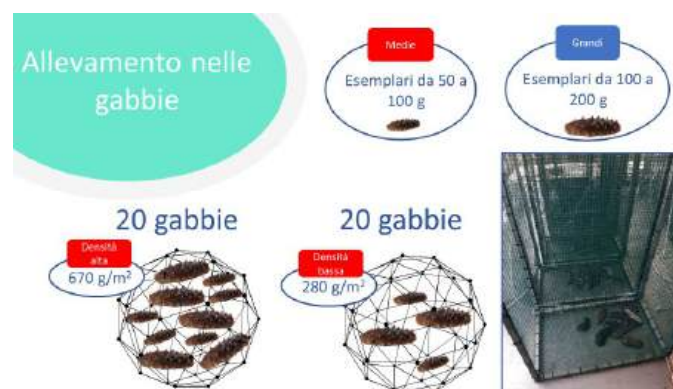 Allevamento nelle
gabbie
Medie
Esemplari da 50 a
100 g
Grandi
Esemplari da 100 a
200 g
20 gabbie
Densità
alta
670 g/m²
20 gabbie
Densità
bassa
280 g/m²